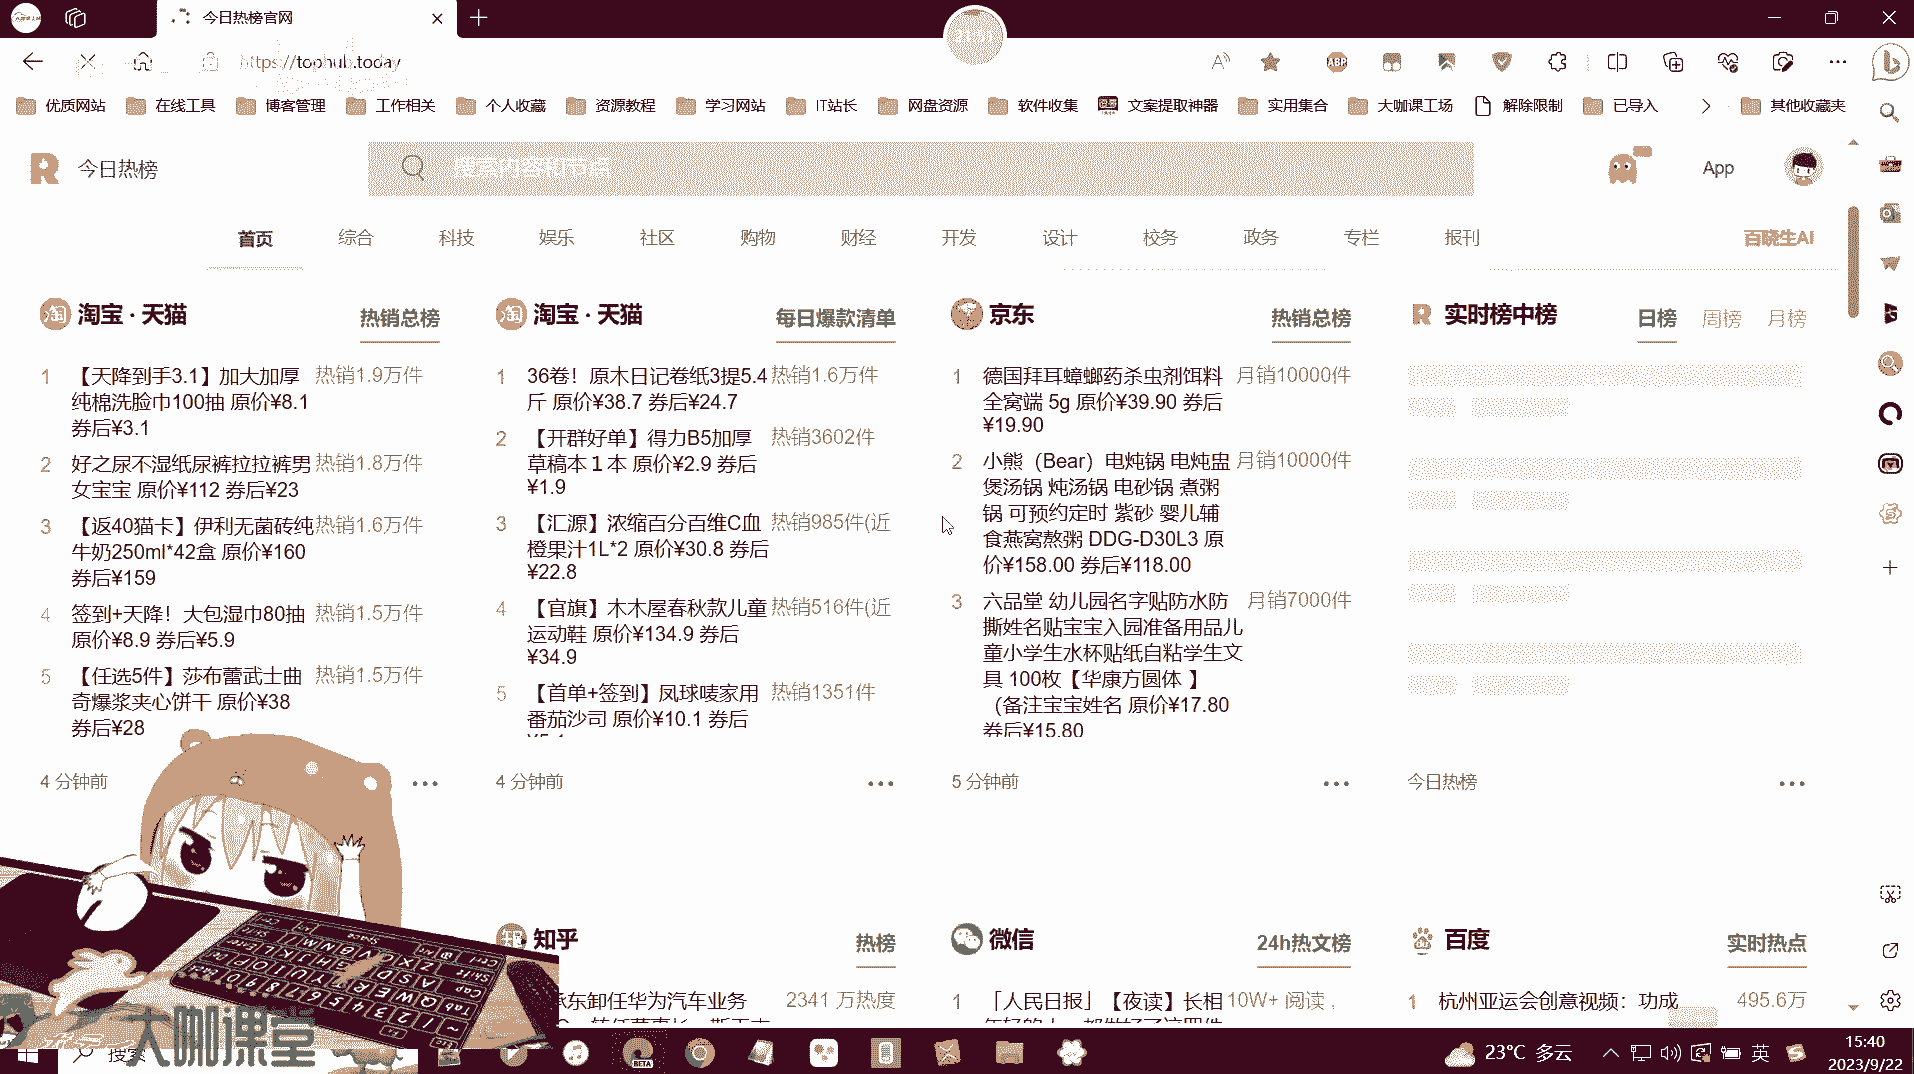 今日热榜官网
https://tophub.today
优质网站
在线工具
博客管理
工作相关
个人收藏
资源教程
学习网站
IT站长
网盘资源
软件收集
文案提取神器
实用集合
大咖课工场
解除限制
已导入
其他收藏夹
今日热榜
搜索内容和节点
App
首页
综合
科技
娱乐
社区
购物
财经
开发
设计
校务
政务
专栏
报刊
百晓生AI
淘宝 · 天猫
热销总榜
1 【天降到手3.1】加大加厚 热销1.9万件
纯棉洗脸巾100抽 原价¥8.1
券后¥3.1
2 好之尿不湿纸尿裤拉拉裤男 热销1.8万件
女宝宝 原价¥112 券后¥23
3 【返40猫卡】伊利无菌砖纯 热销1.6万件
牛奶250ml*42盒 原价¥160
券后¥159
4 签到+天降！大包湿巾80抽 热销1.5万件
原价¥8.9 券后¥5.9
5 【任选5件】莎布蕾武士曲 热销1.5万件
奇爆浆夹心饼干 原价¥38
券后¥28
4 分钟前
淘宝 · 天猫
每日爆款清单
1 36卷！原木日记卷纸3提5.4 热销1.6万件
斤 原价¥38.7 券后¥24.7
2 【开群好单】得力B5加厚 热销3602件
草稿本１本 原价¥2.9 券后
¥1.9
3 【汇源】浓缩百分百维C血 热销985件(近
橙果汁1L*2 原价¥30.8 券后
¥22.8
4 【官旗】木木屋春秋款儿童 热销516件(近
运动鞋 原价¥134.9 券后
¥34.9
5 【首单+签到】凤球唛家用 热销1351件
番茄沙司 原价¥10.1 券后
4 分钟前
京东
热销总榜
1 德国拜耳蟑螂药杀虫剂饵料 月销10000件
全窝端 5g 原价¥39.90 券后
¥19.90
2 小熊（Bear）电炖锅 电炖盅 月销10000件
煲汤锅 炖汤锅 电砂锅 煮粥
锅 可预约定时 紫砂 婴儿辅
食燕窝熬粥 DDG-D30L3 原
价¥158.00 券后¥118.00
3 六品堂 幼儿园名字贴防水防 月销7000件
撕姓名贴宝宝入园准备用品儿
童小学生水杯贴纸自粘学生文
具 100枚【华康方圆体 】
（备注宝宝姓名 原价¥17.80
券后¥15.80
5 分钟前
实时榜中榜
日榜
周榜
月榜
今日热榜
知乎
热榜
承东卸任华为汽车业务 2341 万热度
微信
24h热文榜
1 「人民日报」【夜读】长相 10W+ 阅读 ,
百度
实时热点
1 杭州亚运会创意视频：功成 495.6万
大咖课堂
搜索
BETA
23°C 多云
英
15:40
2023/9/22